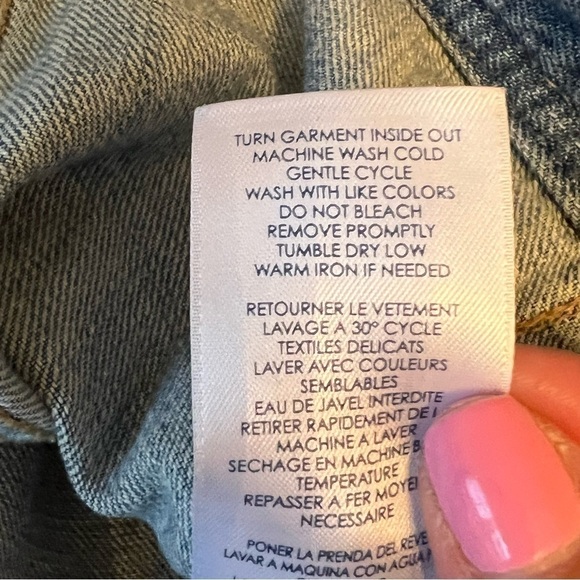 TURN GARMENT INSIDE OUT
MACHINE WASH COLD
GENTLE CYCLE
WASH WITH LIKE COLORS
DO NOT BLEACH
REMOVE PROMPTLY
TUMBLE DRY LOW
WARM IRON IF NEEDED
RETOURNER LE VETEMENT
LAVAGE A 30° CYCLE
TEXTILES DELICATS
LAVER AVEC COULEURS
SEMBLABLES
EAU DE JAVEL INTERDITE
RETIRER RAPIDEMENT DE
MACHINE A LAVER
SECHAGE EN MACHINE
TEMPERATURE
REPASSER A FER
NECESSAIRE
PONER LA PRENDA DEL
LAVAR A MAQUINA CON